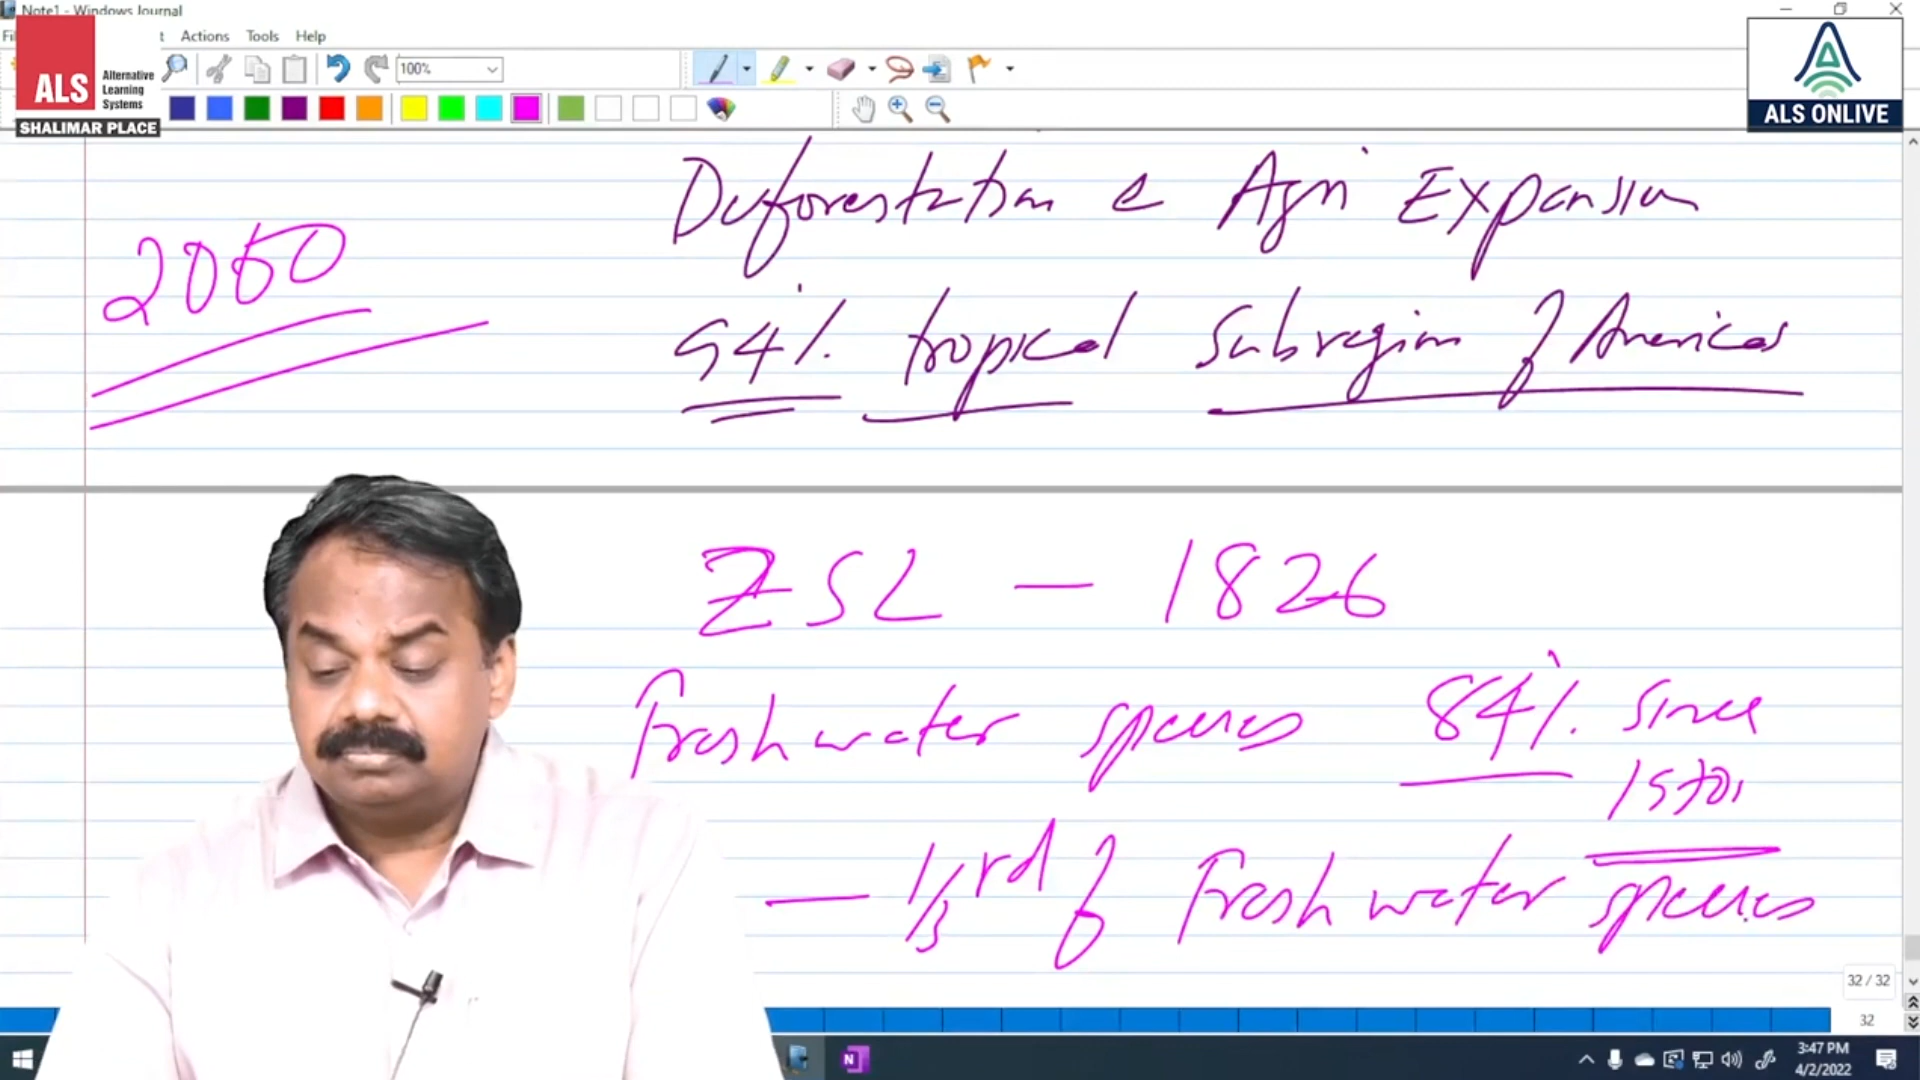 Note1 - Windows Journal
Actions Tools Help
100%
ALS
Alternative
Learning
Systems
SHALIMAR PLACE
ALS ONLIVE
Deforestation & Agri Expansion
2050
94% tropical Subregion of Americas
ZSL - 1826
Freshwater species 84% since
1970,
- 1/3rd of Freshwater species
32 / 32
32
N
3:47 PM
4/2/2022